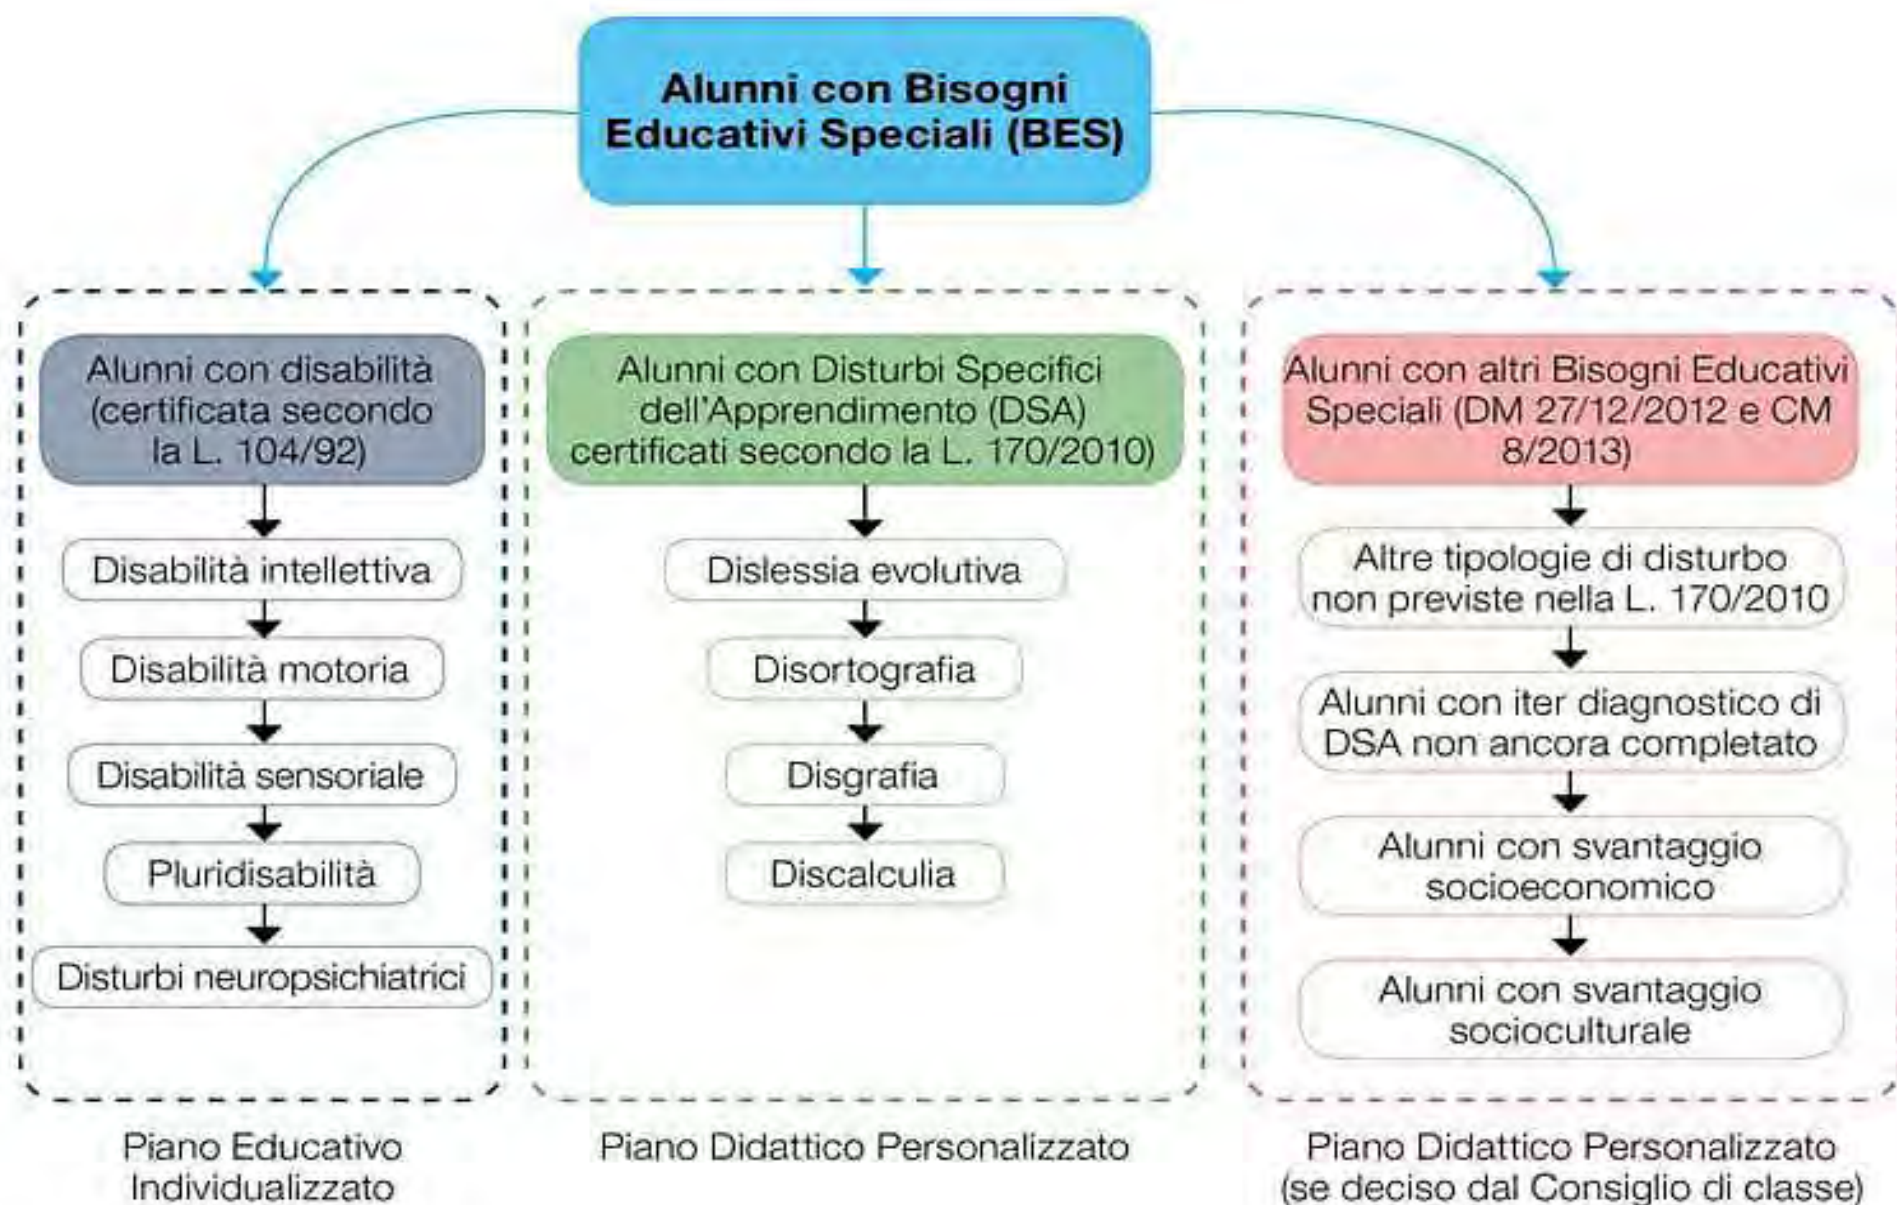 Alunni con Bisogni
Educativi Speciali (BES)
Alunni con disabilità
(certificata secondo
la L. 104/92)
Disabilità intellettiva
Disabilità motoria
Disabilità sensoriale
Pluridisabilità
Disturbi neuropsichiatrici
Piano Educativo
Individualizzato
Alunni con Disturbi Specifici
dell'Apprendimento (DSA)
certificati secondo la L. 170/2010)
Dislessia evolutiva
Disortografia
Disgrafia
Discalculia
Piano Didattico Personalizzato
Alunni con altri Bisogni Educativi
Speciali (DM 27/12/2012 e CM
8/2013)
Altre tipologie di disturbo
non previste nella L. 170/2010
Alunni con iter diagnostico di
DSA non ancora completato
Alunni con svantaggio
socioeconomico
Alunni con svantaggio
socioculturale
Piano Didattico Personalizzato
(se deciso dal Consiglio di classe)